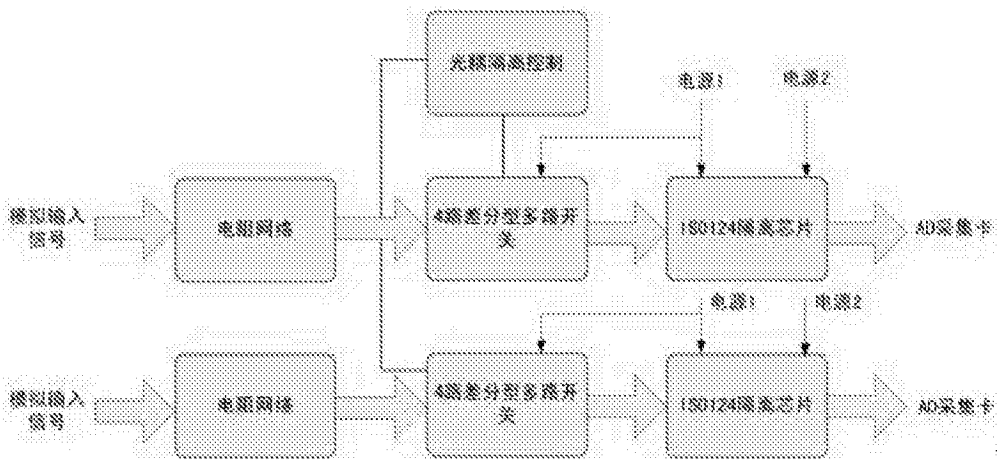 光耦隔离控制
电源1
电源2
模拟输入
信号
电阻网络
4路差分型多路开
关
ISO124隔离芯片
AD采集卡
电源1
电源2
模拟输入
信号
电阻网络
4路差分型多路开
关
ISO124隔离芯片
AD采集卡